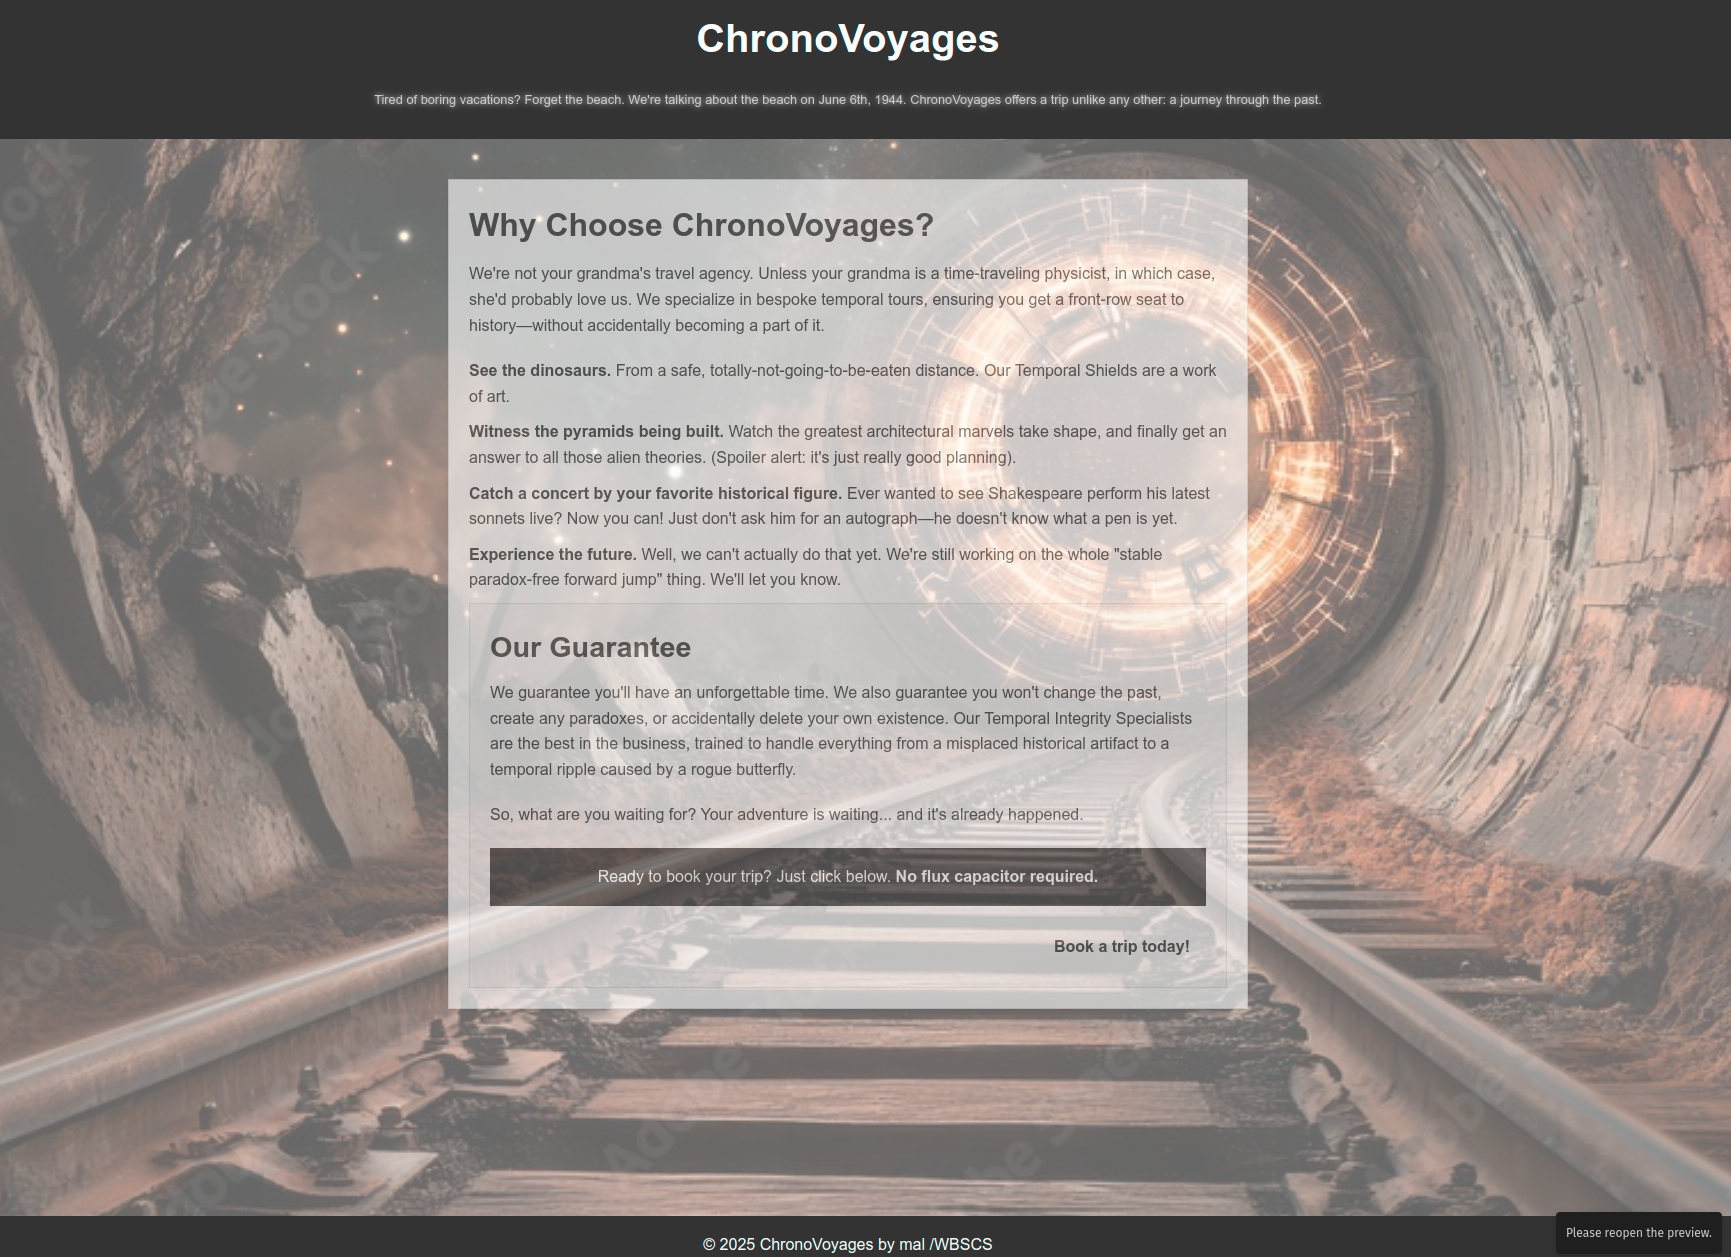 ChronoVoyages
Tired of boring vacations? Forget the beach. We're talking about the beach on June 6th, 1944. ChronoVoyages offers a trip unlike any other: a journey through the past.
Why Choose ChronoVoyages?
We're not your grandma's travel agency. Unless your grandma is a time-traveling physicist, in which case,
she'd probably love us. We specialize in bespoke temporal tours, ensuring you get a front-row seat to
history—without accidentally becoming a part of it.
See the dinosaurs. From a safe, totally-not-going-to-be-eaten distance. Our Temporal Shields are a work
of art.
Witness the pyramids being built. Watch the greatest architectural marvels take shape, and finally get an
answer to all those alien theories. (Spoiler alert: it's just really good planning).
Catch a concert by your favorite historical figure. Ever wanted to see Shakespeare perform his latest
sonnets live? Now you can! Just don't ask him for an autograph—he doesn't know what a pen is yet.
Experience the future. Well, we can't actually do that yet. We're still working on the whole "stable
paradox-free forward jump" thing. We'll let you know.
Our Guarantee
We guarantee you'll have an unforgettable time. We also guarantee you won't change the past,
create any paradoxes, or accidentally delete your own existence. Our Temporal Integrity Specialists
are the best in the business, trained to handle everything from a misplaced historical artifact to a
temporal ripple caused by a rogue butterfly.
So, what are you waiting for? Your adventure is waiting... and it's already happened.
Ready to book your trip? Just click below. No flux capacitor required.
Book a trip today!
© 2025 ChronoVoyages by mal /WBSCS
Please reopen the preview.